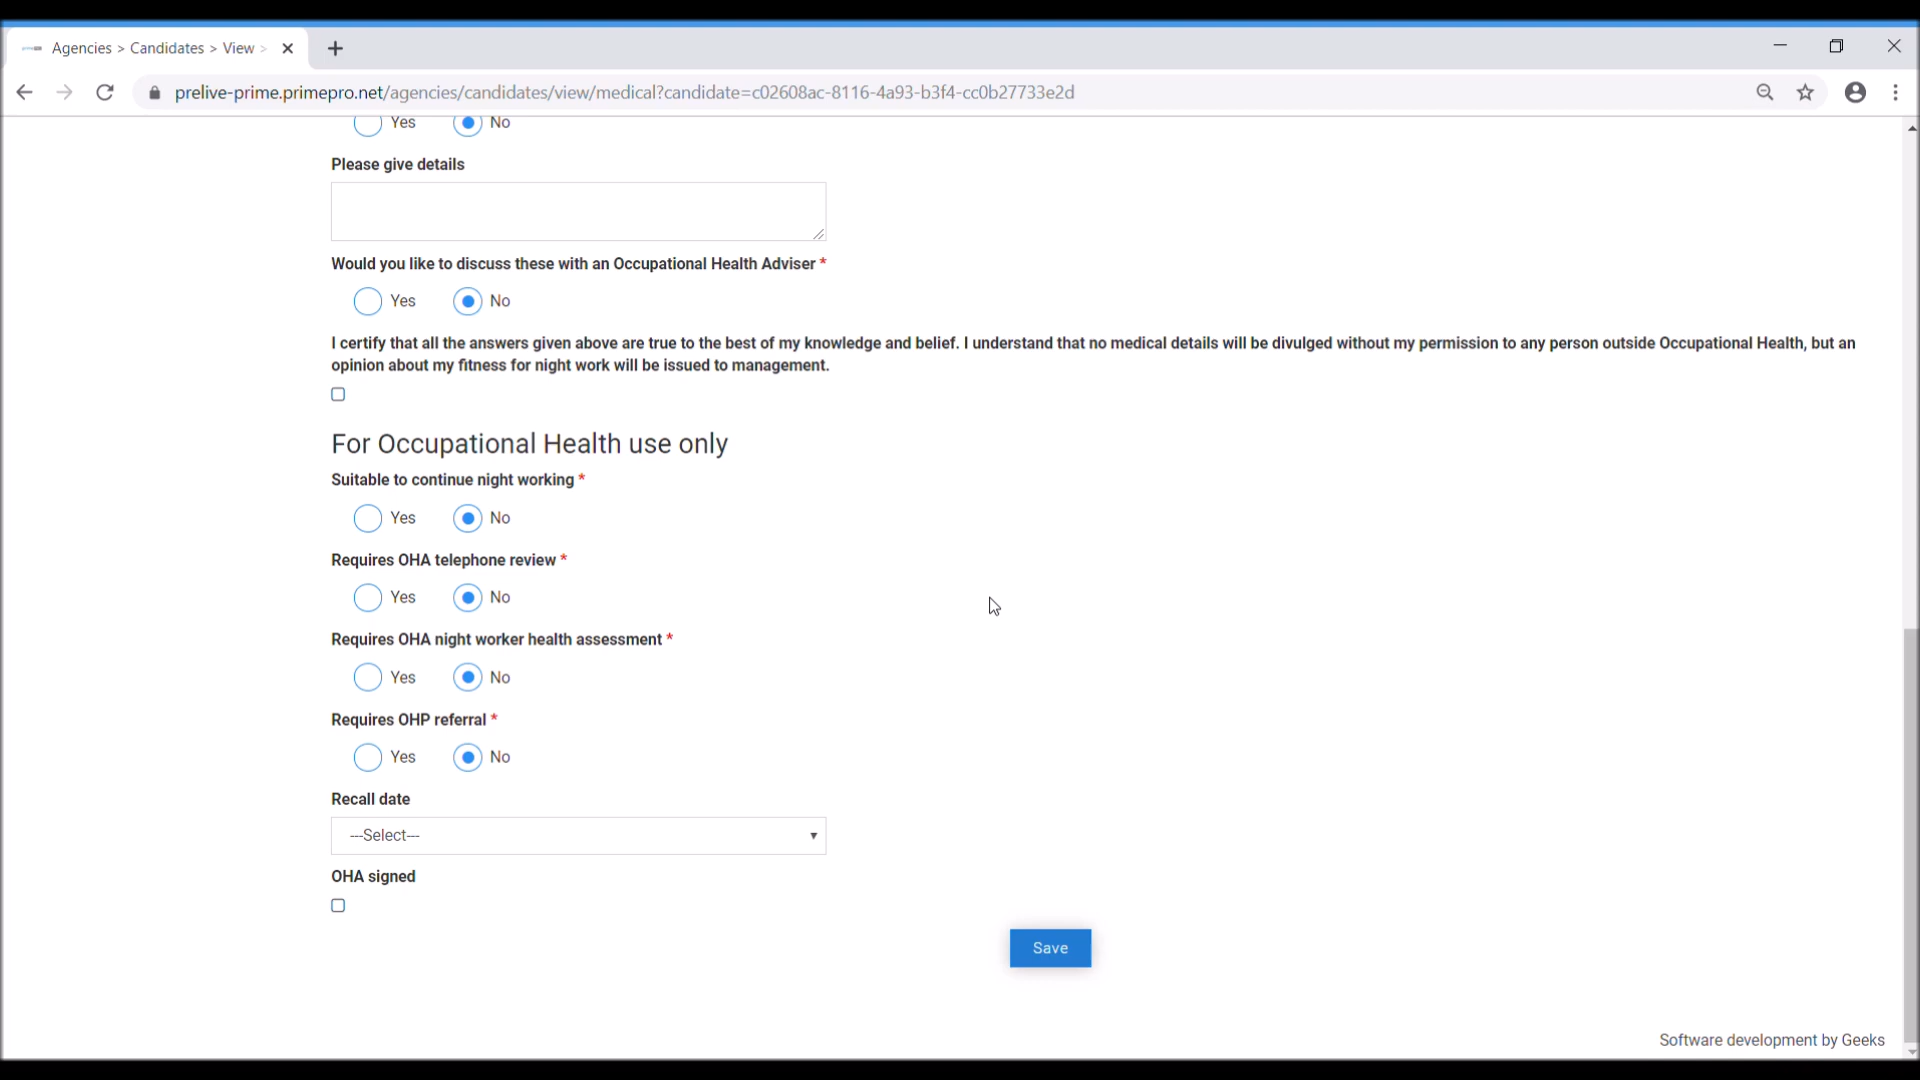 Agencies > Candidates > View >
prelive-prime.primepro.net/agencies/candidates/view/medical?candidate=c02608ac-8116-4a93-b3f4-cc0b27733e2d
Yes No
Please give details
Would you like to discuss these with an Occupational Health Adviser *
Yes No
I certify that all the answers given above are true to the best of my knowledge and belief. I understand that no medical details will be divulged without my permission to any person outside Occupational Health, but an
opinion about my fitness for night work will be issued to management.
For Occupational Health use only
Suitable to continue night working *
Yes No
Requires OHA telephone review *
Yes No
Requires OHA night worker health assessment *
Yes No
Requires OHP referral *
Yes No
Recall date
---Select---
OHA signed
Save
Software development by Geeks